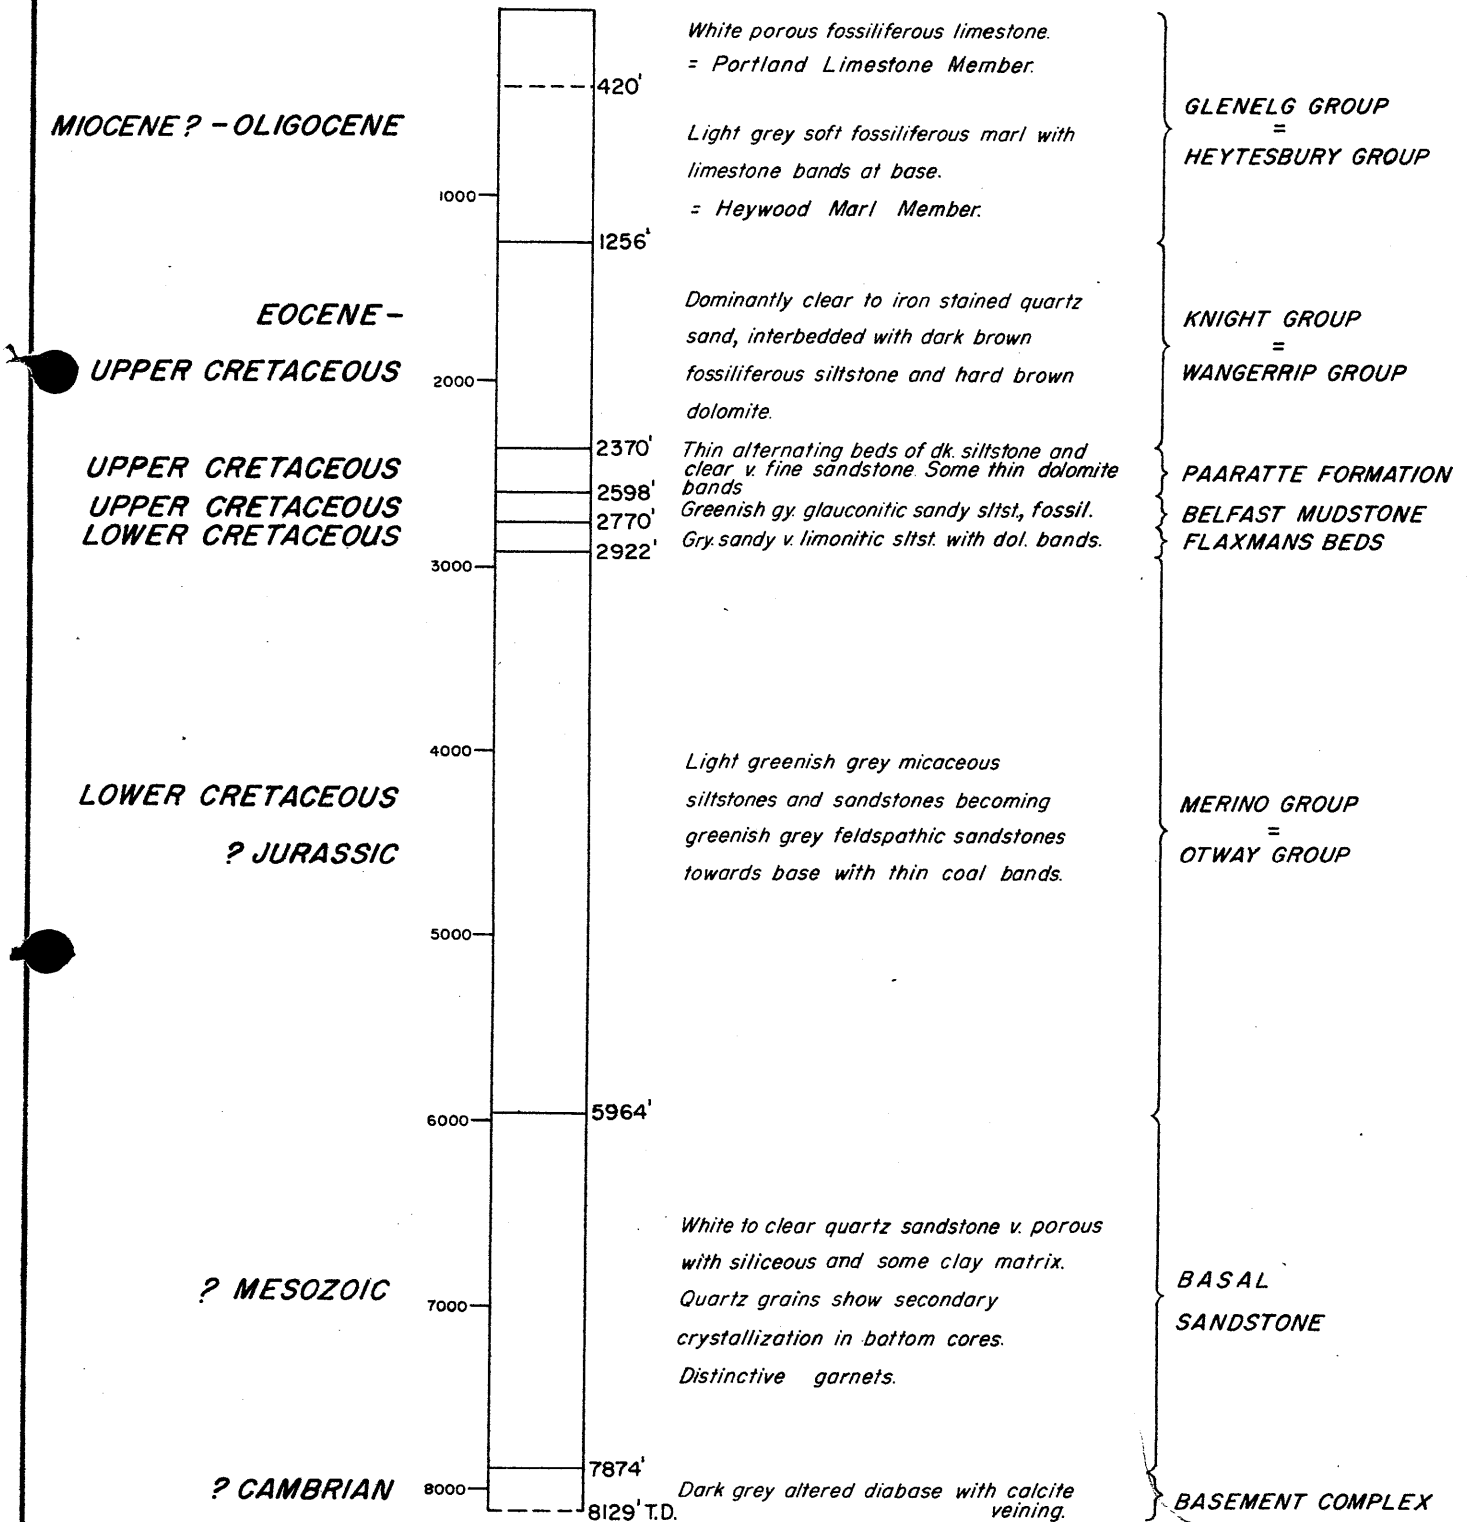 White porous fossiliferous limestone.
= Portland Limestone Member.
420'
MIOCENE? - OLIGOCENE
Light grey soft fossiliferous marl with
limestone bands at base.
= Heywood Marl Member.
GLENELG GROUP
=
HEYTESBURY GROUP
1000
1256'
EOCENE -
UPPER CRETACEOUS
2000
Dominantly clear to iron stained quartz
sand, interbedded with dark brown
fossiliferous siltstone and hard brown
dolomite.
KNIGHT GROUP
=
WANGERRIP GROUP
2370'
UPPER CRETACEOUS
Thin alternating beds of dk. siltstone and
clear v. fine sandstone. Some thin dolomite
bands
PAARATTE FORMATION
2598'
UPPER CRETACEOUS
Greenish gy. glauconitic sandy sltst., fossil.
BELFAST MUDSTONE
2770'
LOWER CRETACEOUS
Gry. sandy v. limonitic sltst. with dol. bands.
FLAXMANS BEDS
2922'
3000
4000
LOWER CRETACEOUS
? JURASSIC
Light greenish grey micaceous
siltstones and sandstones becoming
greenish grey feldspathic sandstones
towards base with thin coal bands.
MERINO GROUP
=
OTWAY GROUP
5000
5964'
6000
? MESOZOIC
7000
White to clear quartz sandstone v. porous
with siliceous and some clay matrix.
Quartz grains show secondary
crystallization in bottom cores.
Distinctive garnets.
BASAL
SANDSTONE
7874'
? CAMBRIAN
8000
Dark grey altered diabase with calcite
veining.
BASEMENT COMPLEX
8129' T.D.